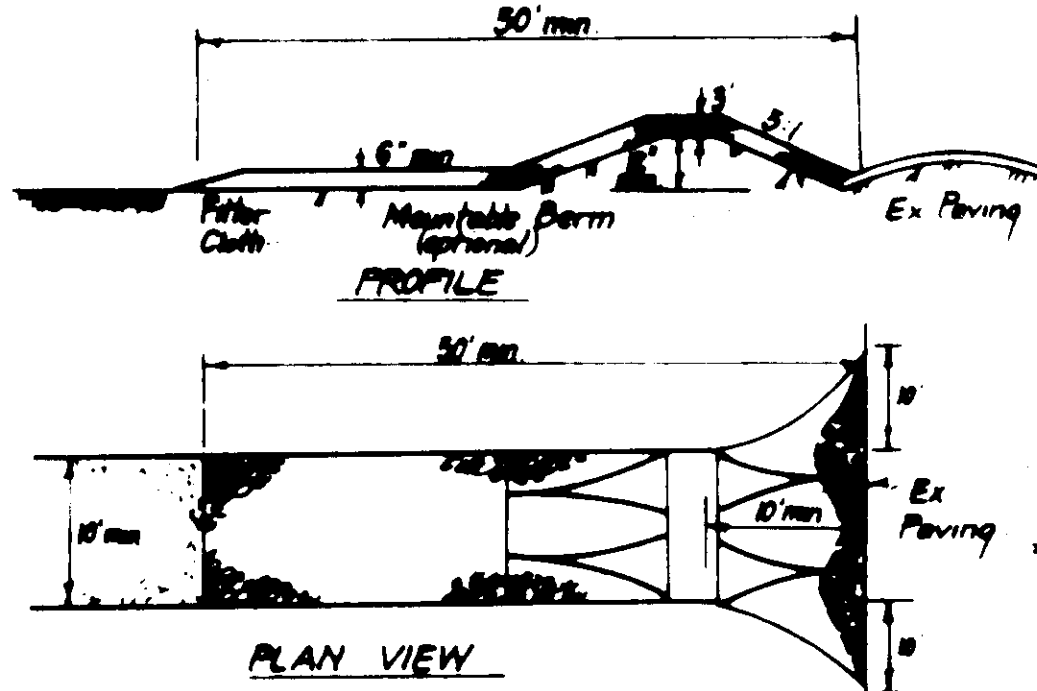 50' min
3'
5:1
6" min
12"
Filter
Cloth
Mountable Berm
(optional)
Ex Paving
PROFILE
50' min.
10'
10' min
10' min
Ex
Paving
10'
PLAN VIEW